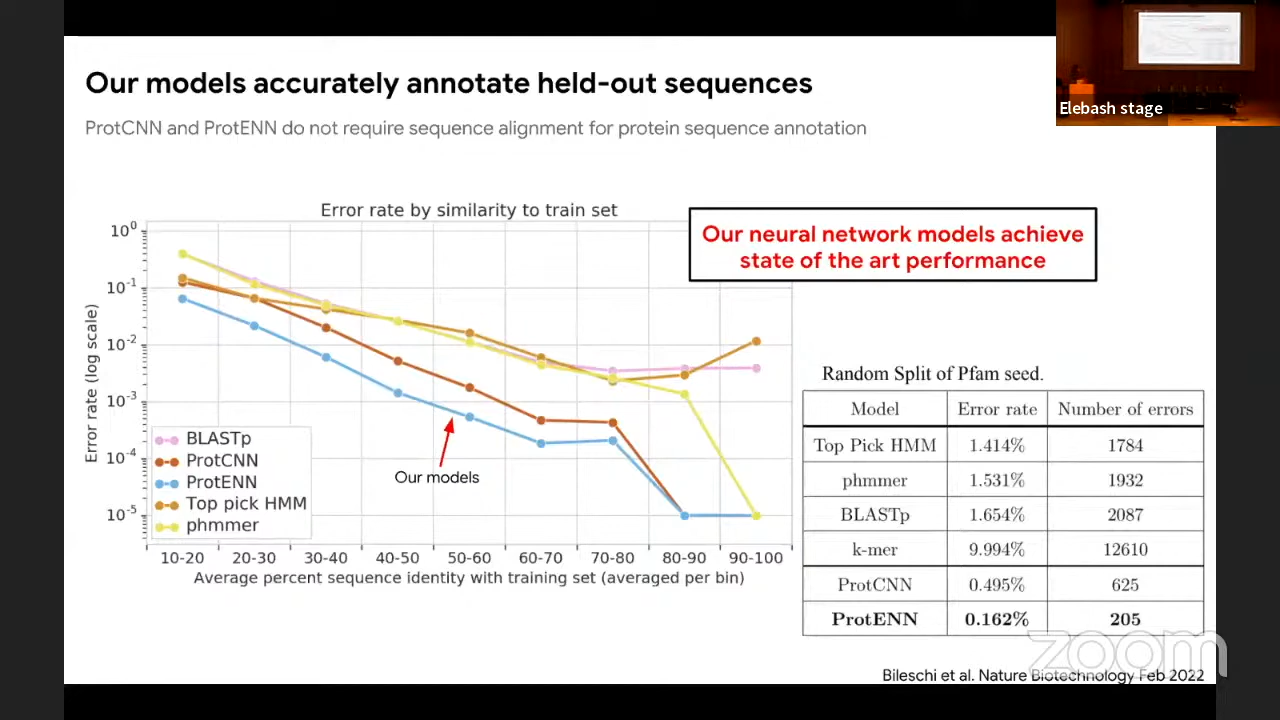 Our models accurately annotate held-out sequences
ProtCNN and ProtENN do not require sequence alignment for protein sequence annotation
Elebash stage
Error rate by similarity to train set
Our neural network models achieve
state of the art performance
Error rate (log scale)
10^0
10^-1
10^-2
10^-3
10^-4
10^-5
BLASTp
ProtCNN
ProtENN
Top pick HMM
phmmer
Our models
10-20 20-30 30-40 40-50 50-60 60-70 70-80 80-90 90-100
Average percent sequence identity with training set (averaged per bin)
Random Split of Pfam seed.
Model Error rate Number of errors
Top Pick HMM 1.414% 1784
phmmer 1.531% 1932
BLASTp 1.654% 2087
k-mer 9.994% 12610
ProtCNN 0.495% 625
ProtENN 0.162% 205
zoom
Bileschi et al. Nature Biotechnology Feb 2022